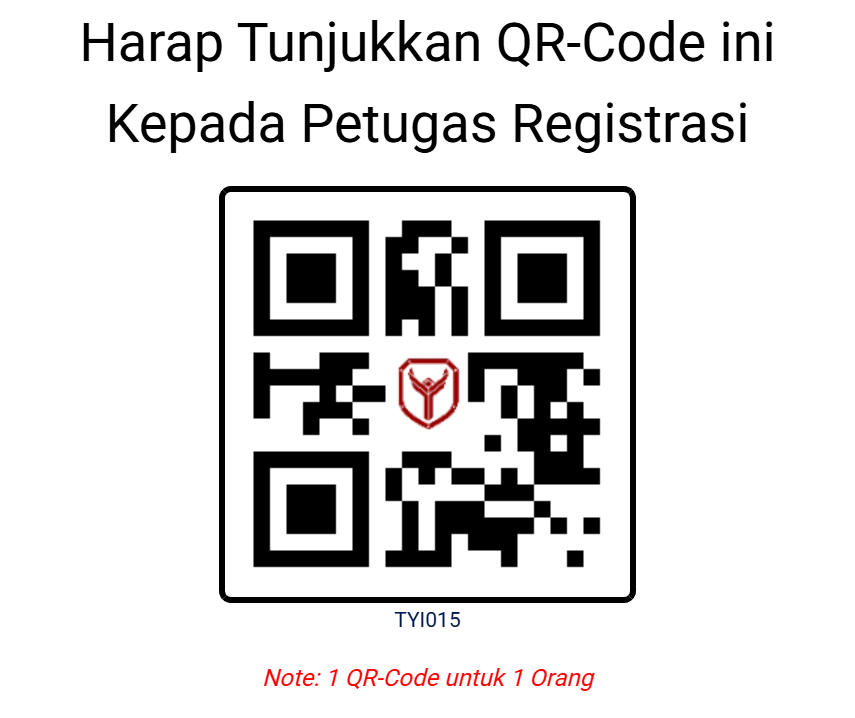 Harap Tunjukkan QR-Code ini
Kepada Petugas Registrasi
TYI015
Note: 1 QR-Code untuk 1 Orang